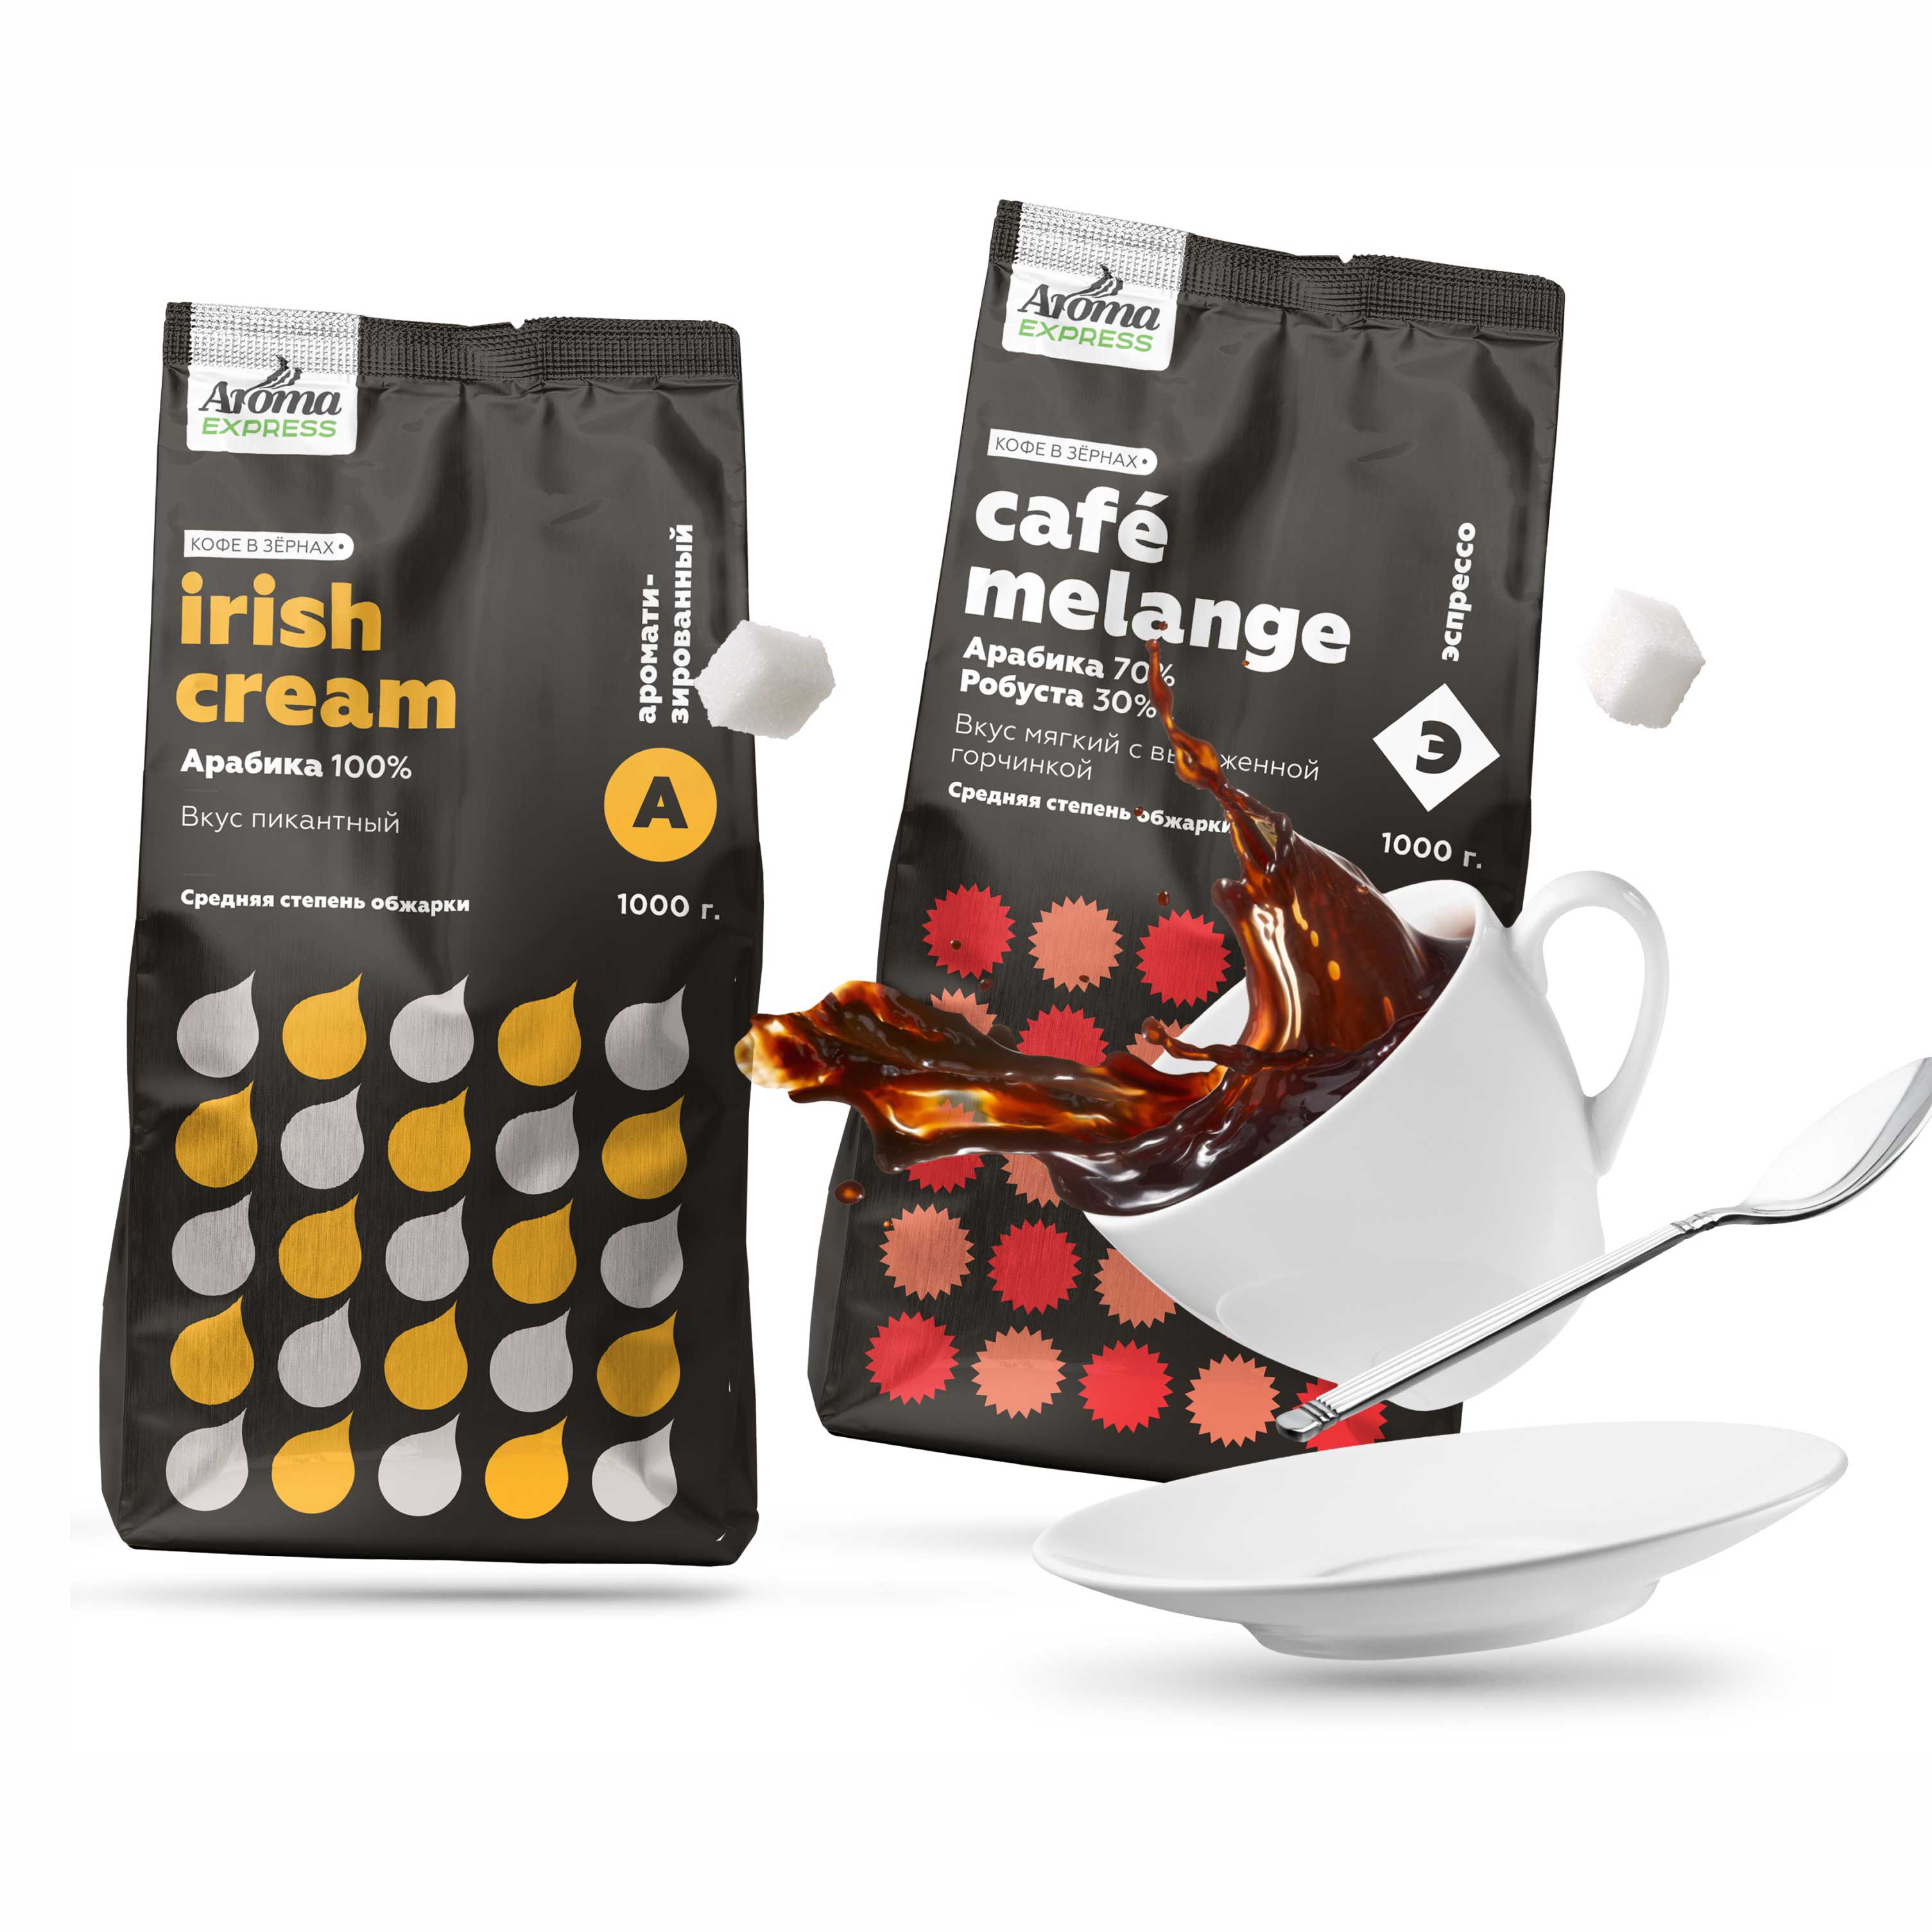 Aroma
EXPRESS
КОФЕ В ЗЁРНАХ
irish
cream
Арабика 100%
Вкус пикантный
Средняя степень обжарки
аромати-
зированный
A
1000 г.
Aroma
EXPRESS
КОФЕ В ЗЁРНАХ
café
melange
Арабика 70%
Робуста 30%
Вкус мягкий с
горчинкой
Средняя степень обжарки
эспрессо
Э
1000 г.